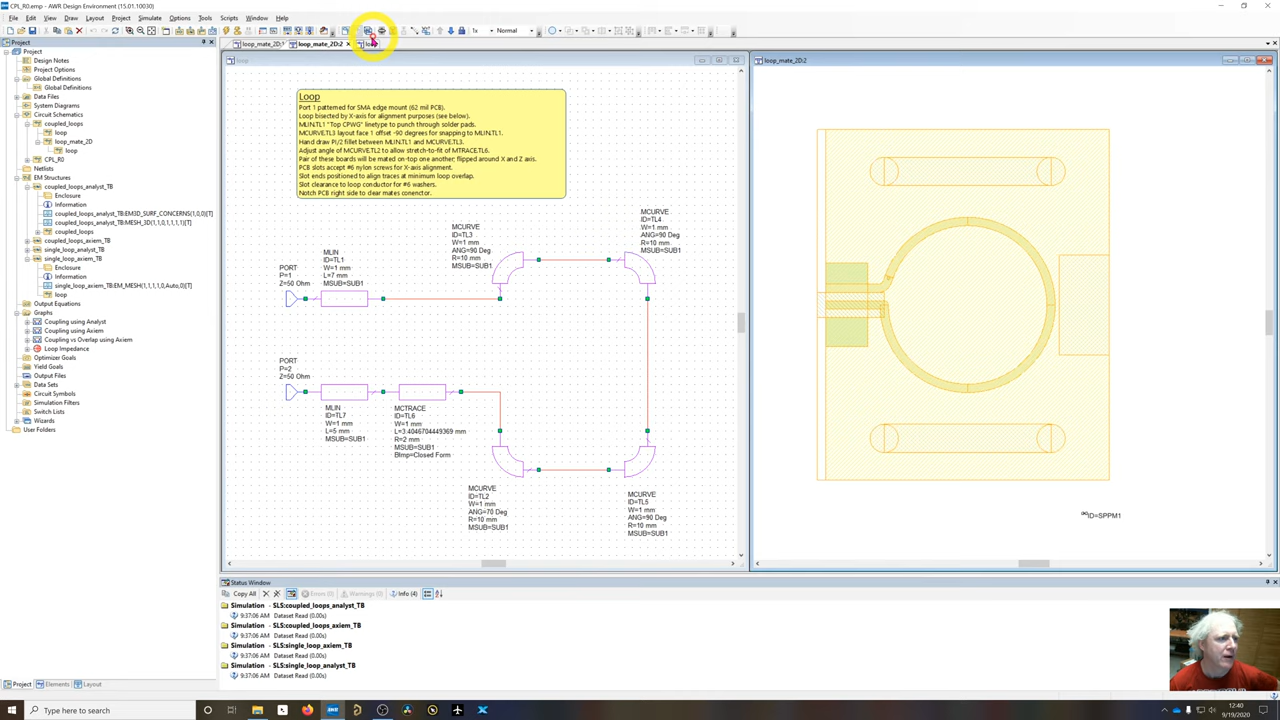 CPL_R0.emp - AWR Design Environment (15.01.10030)
File Edit View Draw Layout Project Simulate Options Tools Scripts Window Help
1x Normal
Project
loop_mate_2D:1 loop_mate_2D:2 loop
Project
Design Notes
Project Options
Global Definitions
Global Definitions
Data Files
System Diagrams
Circuit Schematics
coupled_loops
loop
loop_mate_2D
loop
CPL_R0
Netlists
EM Structures
coupled_loops_analyst_TB
Enclosure
Information
coupled_loops_analyst_TB:EM3D_SURF_CONCERNS(1,0,0)[T]
coupled_loops_analyst_TB:MESH_3D(1,1,0,1,1,1,1)[T]
coupled_loops
coupled_loops_axiem_TB
single_loop_analyst_TB
single_loop_axiem_TB
Enclosure
Information
single_loop_axiem_TB:EM_MESH(1,1,1,0,Auto,0)[T]
loop
Output Equations
Graphs
Coupling using Analyst
Coupling using Axiem
Coupling vs Overlap using Axiem
Loop Impedance
Optimizer Goals
Yield Goals
Output Files
Data Sets
Circuit Symbols
Simulation Filters
Switch Lists
Wizards
User Folders
Project Elements Layout
loop
Loop
Port 1 patterned for SMA edge mount (62 mil PCB).
Loop bisected by X-axis for alignment purposes (see below).
MLIN.TL1 "Top CPWG" linetype to punch through solder pads.
MCURVE.TL3 layout face 1 offset -90 degrees for snapping to MLIN.TL1.
Hand draw Pi/2 fillet between MLIN.TL1 and MCURVE.TL3.
Adjust angle of MCURVE.TL2 to allow stretch-to-fit of MTRACE.TL6.
Pair of these boards will be mated on-top one another; flipped around X and Z axis.
PCB slots accept #6 nylon screws for X-axis alignment.
Slot ends positioned to align traces at minimum loop overlap.
Slot clearance to loop conductor for #6 washers.
Notch PCB right side to clear mates conenctor.
PORT
P=1
Z=50 Ohm
MLIN
ID=TL1
W=1 mm
L=7 mm
MSUB=SUB1
MCURVE
ID=TL3
W=1 mm
ANG=90 Deg
R=10 mm
MSUB=SUB1
MCURVE
ID=TL4
W=1 mm
ANG=90 Deg
R=10 mm
MSUB=SUB1
PORT
P=2
Z=50 Ohm
MLIN
ID=TL7
W=1 mm
L=5 mm
MSUB=SUB1
MCTRACE
ID=TL6
W=1 mm
L=3.4046704449369 mm
R=2 mm
MSUB=SUB1
BImp=Closed Form
MCURVE
ID=TL2
W=1 mm
ANG=70 Deg
R=10 mm
MSUB=SUB1
MCURVE
ID=TL5
W=1 mm
ANG=90 Deg
R=10 mm
MSUB=SUB1
loop_mate_2D:2
ID=SPPM1
Status Window
Copy All Errors (0) Warnings (0) Info (4)
Simulation - SLS:coupled_loops_analyst_TB
9:37:06 AM Dataset Read (0.00s)
Simulation - SLS:coupled_loops_axiem_TB
9:37:06 AM Dataset Read (0.00s)
Simulation - SLS:single_loop_axiem_TB
9:37:06 AM Dataset Read (0.00s)
Simulation - SLS:single_loop_analyst_TB
9:37:06 AM Dataset Read (0.00s)
Type here to search
12:40
9/19/2020